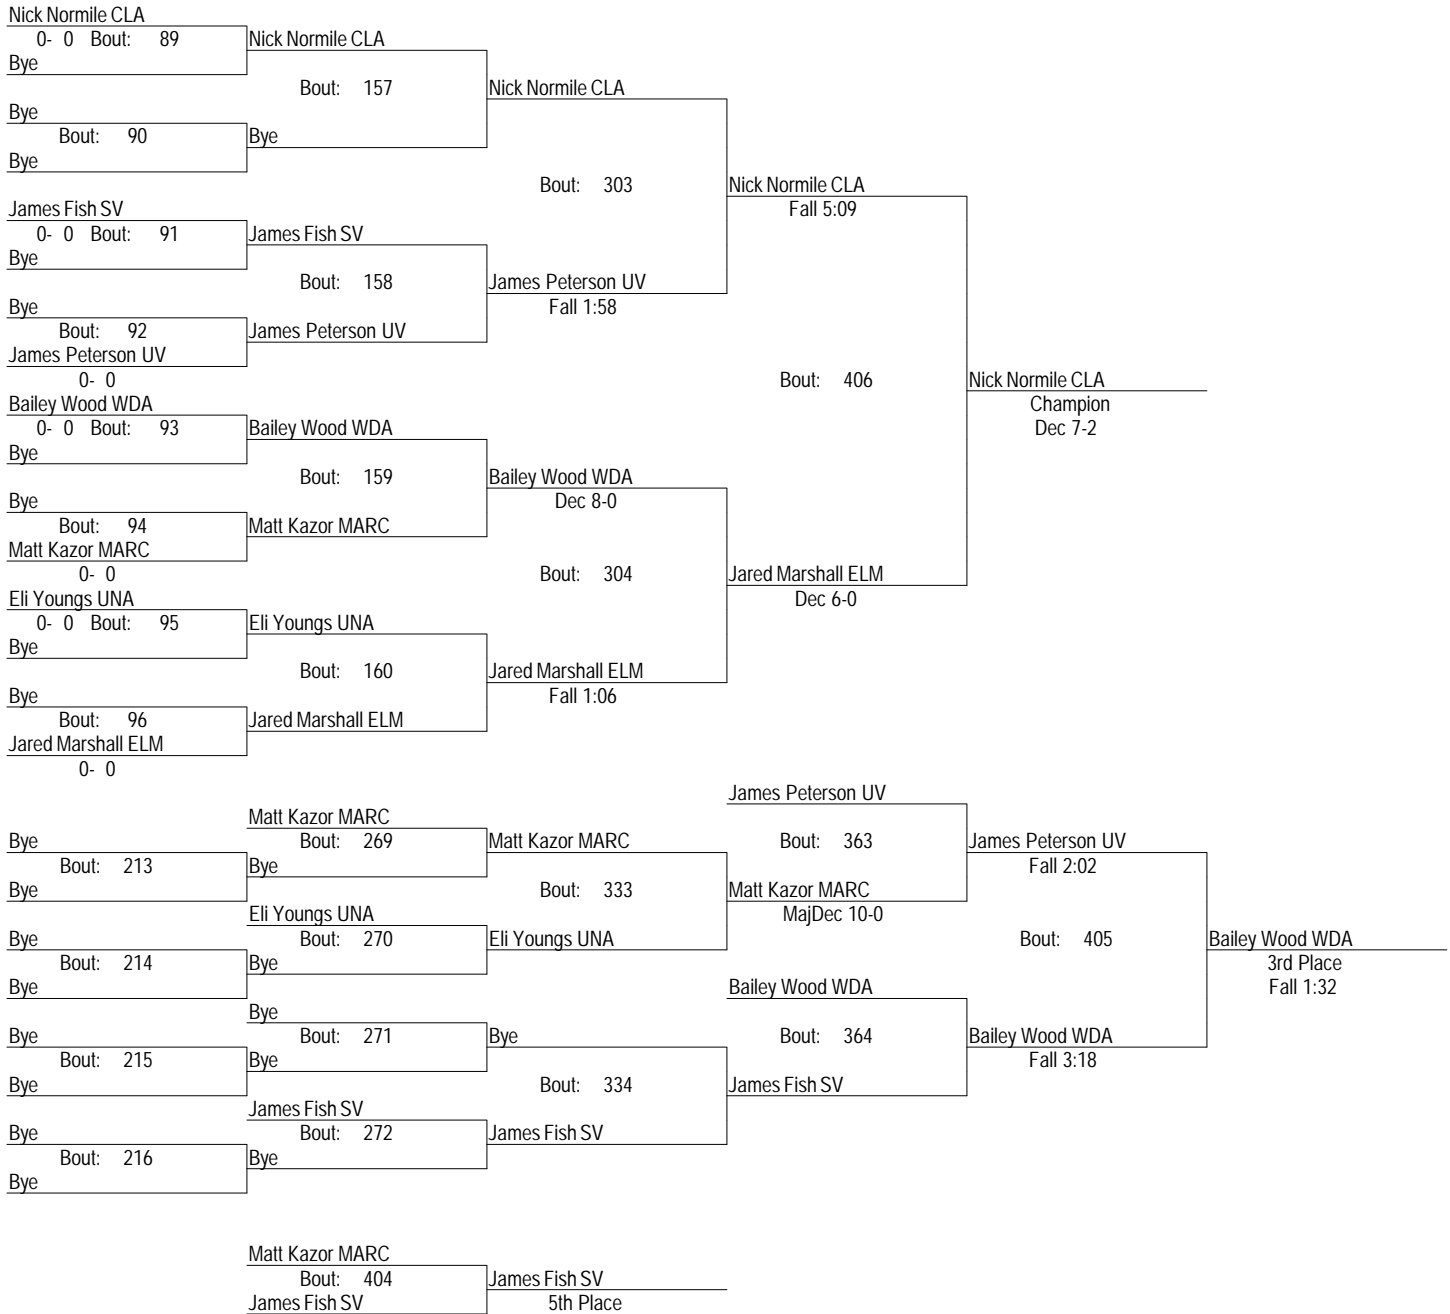 Nick Normile CLA
0- 0 Bout: 89 Nick Normile CLA
Bye
Bout: 157 Nick Normile CLA
Bye
Bout: 90 Bye
Bye
Bout: 303 Nick Normile CLA
James Fish SV Fall 5:09
0- 0 Bout: 91 James Fish SV
Bye
Bout: 158 James Peterson UV
Bye Fall 1:58
Bout: 92 James Peterson UV
James Peterson UV
0- 0 Bout: 406 Nick Normile CLA
Bailey Wood WDA Champion
0- 0 Bout: 93 Bailey Wood WDA Dec 7-2
Bye
Bout: 159 Bailey Wood WDA
Bye Dec 8-0
Bout: 94 Matt Kazor MARC
Matt Kazor MARC
0- 0 Bout: 304 Jared Marshall ELM
Eli Youngs UNA Dec 6-0
0- 0 Bout: 95 Eli Youngs UNA
Bye
Bout: 160 Jared Marshall ELM
Bye Fall 1:06
Bout: 96 Jared Marshall ELM
Jared Marshall ELM
0- 0
James Peterson UV
Matt Kazor MARC
Bye Bout: 269 Matt Kazor MARC Bout: 363 James Peterson UV
Bout: 213 Bye Fall 2:02
Bye Bout: 333 Matt Kazor MARC
Eli Youngs UNA MajDec 10-0
Bye Bout: 270 Eli Youngs UNA Bout: 405 Bailey Wood WDA
Bout: 214 Bye 3rd Place
Bye Bailey Wood WDA Fall 1:32
Bye
Bye Bout: 271 Bye Bout: 364 Bailey Wood WDA
Bout: 215 Bye Fall 3:18
Bye Bout: 334 James Fish SV
James Fish SV
Bye Bout: 272 James Fish SV
Bout: 216 Bye
Bye
Matt Kazor MARC
Bout: 404 James Fish SV
James Fish SV 5th Place